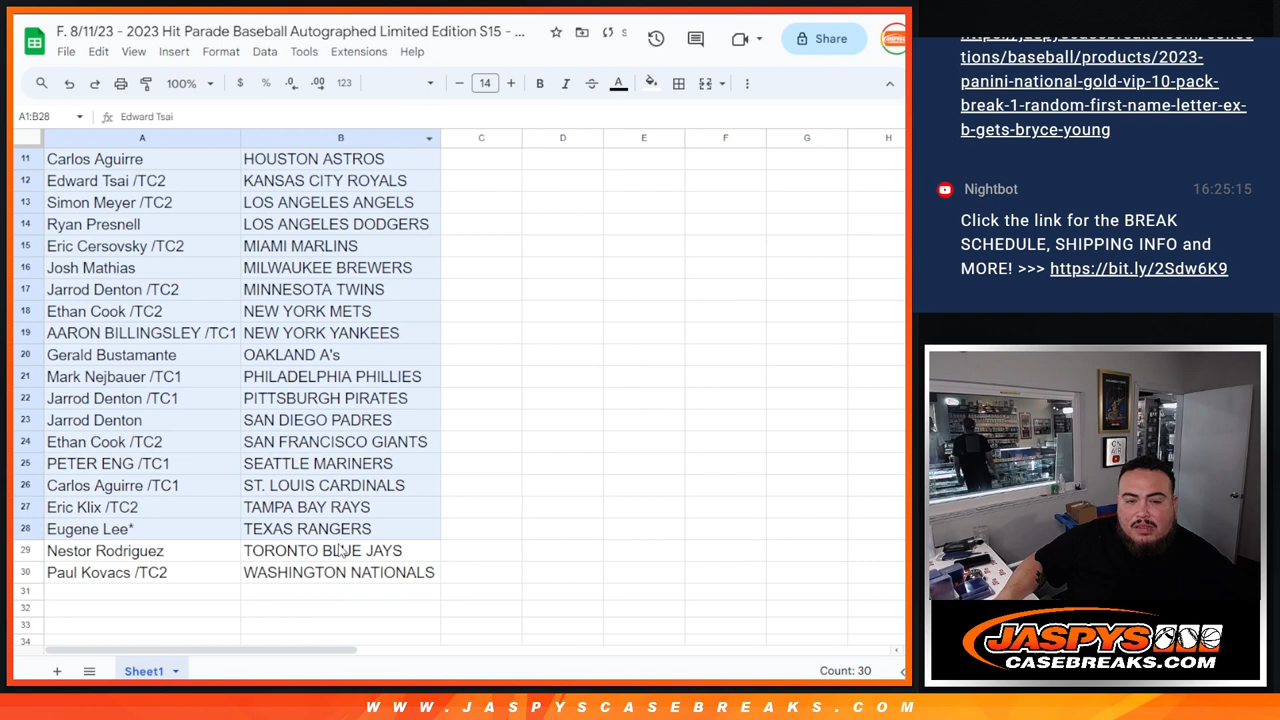 F. 8/11/23 - 2023 Hit Parade Baseball Autographed Limited Edition S15 - ...
Share
File Edit View Insert Format Data Tools Extensions Help
100% $ % .0 .00 123 14 B I S A
A1:B28 fx Edward Tsai
A B C D E F G H
11 Carlos Aguirre HOUSTON ASTROS
12 Edward Tsai /TC2 KANSAS CITY ROYALS
13 Simon Meyer /TC2 LOS ANGELES ANGELS
14 Ryan Presnell LOS ANGELES DODGERS
15 Eric Cersovsky /TC2 MIAMI MARLINS
16 Josh Mathias MILWAUKEE BREWERS
17 Jarrod Denton /TC2 MINNESOTA TWINS
18 Ethan Cook /TC2 NEW YORK METS
19 AARON BILLINGSLEY /TC1 NEW YORK YANKEES
20 Gerald Bustamante OAKLAND A's
21 Mark Nejbauer /TC1 PHILADELPHIA PHILLIES
22 Jarrod Denton /TC1 PITTSBURGH PIRATES
23 Jarrod Denton SAN DIEGO PADRES
24 Ethan Cook /TC2 SAN FRANCISCO GIANTS
25 PETER ENG /TC1 SEATTLE MARINERS
26 Carlos Aguirre /TC1 ST. LOUIS CARDINALS
27 Eric Klix /TC2 TAMPA BAY RAYS
28 Eugene Lee* TEXAS RANGERS
29 Nestor Rodriguez TORONTO BLUE JAYS
30 Paul Kovacs /TC2 WASHINGTON NATIONALS
31
32
33
34
Sheet1 Count: 30
tions/baseball/products/2023-
panini-national-gold-vip-10-pack-
break-1-random-first-name-letter-ex-
b-gets-bryce-young
Nightbot 16:25:15
Click the link for the BREAK
SCHEDULE, SHIPPING INFO and
MORE! >>> https://bit.ly/2Sdw6K9
ON
AIR
JASPYS
CASEBREAKS.COM
WWW.JASPYSCASEBREAKS.COM